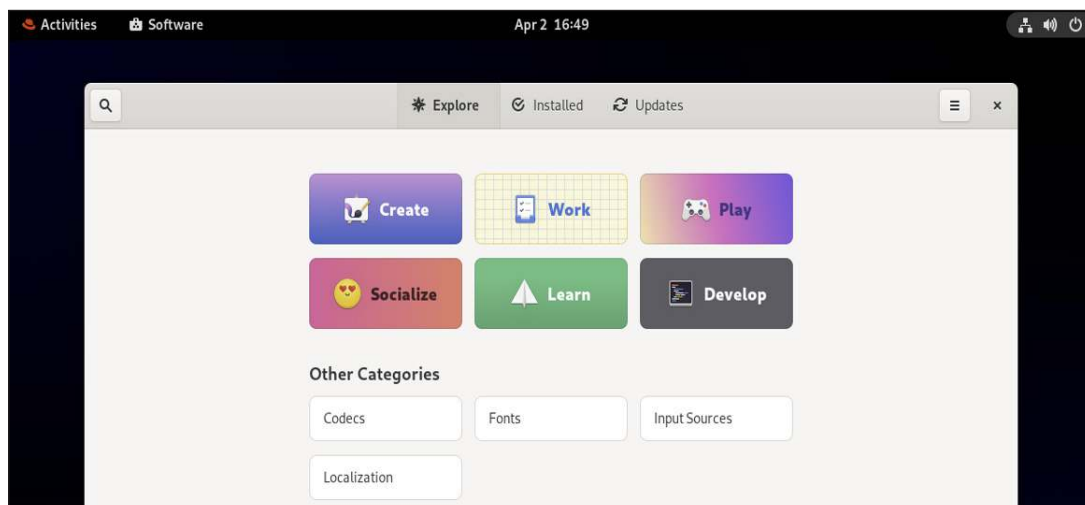 Activities Software Apr 2 16:49
Explore Installed Updates
Create Work Play
Socialize Learn Develop
Other Categories
Codecs Fonts Input Sources
Localization